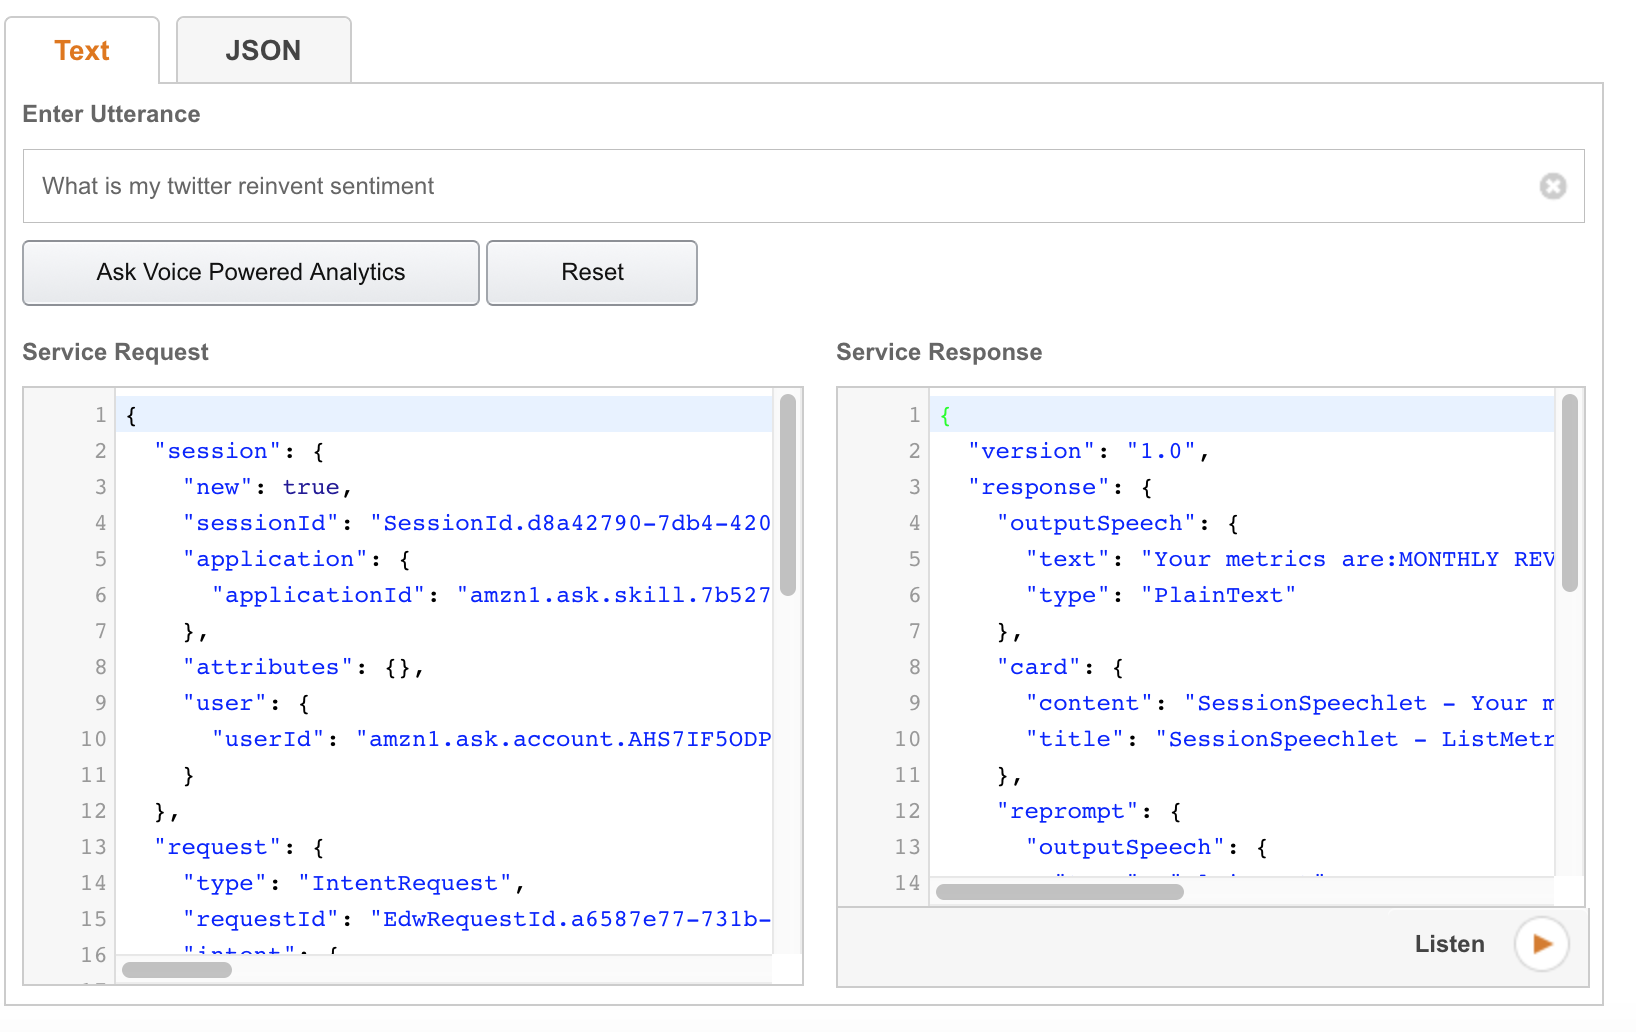 Text
JSON
Enter Utterance
What is my twitter reinvent sentiment
Ask Voice Powered Analytics
Reset
Service Request
1 {
2 "session": {
3 "new": true,
4 "sessionId": "SessionId.d8a42790-7db4-420
5 "application": {
6 "applicationId": "amzn1.ask.skill.7b527
7 },
8 "attributes": {},
9 "user": {
10 "userId": "amzn1.ask.account.AHS7IF5ODP
11 }
12 },
13 "request": {
14 "type": "IntentRequest",
15 "requestId": "EdwRequestId.a6587e77-731b-
16 "intent": {
Service Response
1 {
2 "version": "1.0",
3 "response": {
4 "outputSpeech": {
5 "text": "Your metrics are:MONTHLY REV
6 "type": "PlainText"
7 },
8 "card": {
9 "content": "SessionSpeechlet - Your m
10 "title": "SessionSpeechlet - ListMetr
11 },
12 "reprompt": {
13 "outputSpeech": {
14
Listen